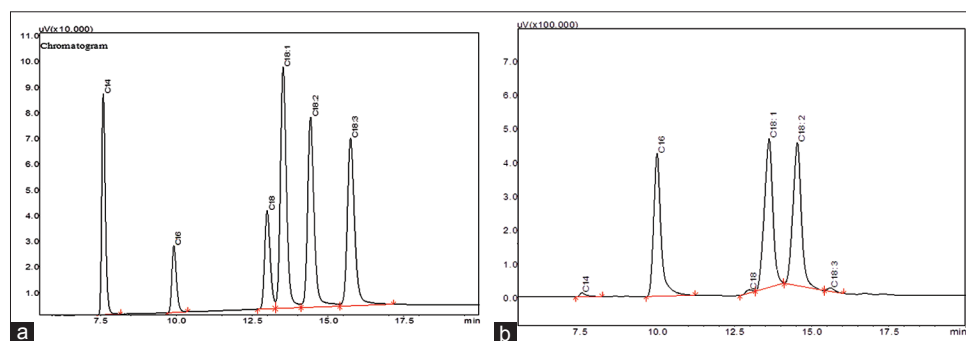 uV(x10,000)
Chromatogram
11.0
10.0
9.0
8.0
7.0
6.0
5.0
4.0
3.0
2.0
1.0
C14
C16
C18
C18:1
C18:2
C18:3
7.5 10.0 12.5 15.0 17.5 min
a
uV(x100,000)
7.0
6.0
5.0
4.0
3.0
2.0
1.0
0.0
C14
C16
C18
C18:1
C18:2
C18:3
7.5 10.0 12.5 15.0 17.5 min
b